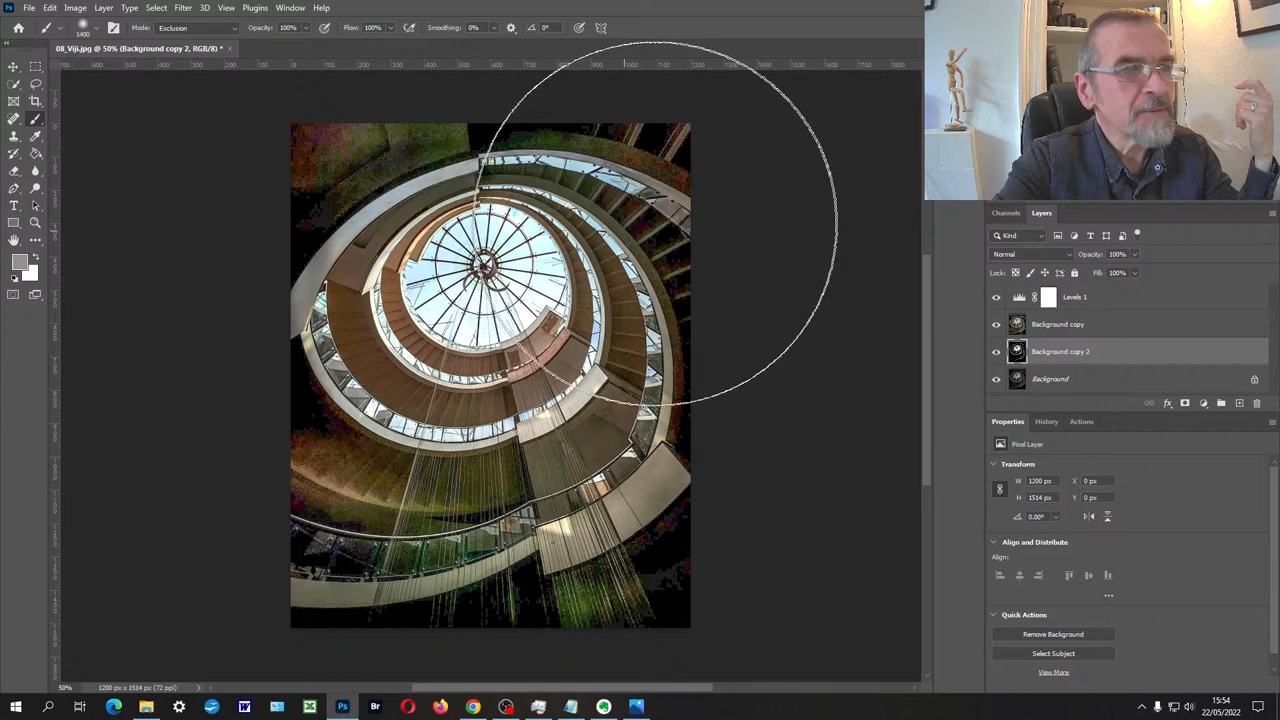 File Edit Image Layer Type Select Filter 3D View Plugins Window Help
1400 Mode: Exclusion Opacity: 100% Flow: 100% Smoothing: 0% 0°
08_Viji.jpg @ 50% (Background copy 2, RGB/8) *
Channels Layers
Kind
Normal Opacity: 100%
Lock: Fill: 100%
Levels 1
Background copy
Background copy 2
Background
fx
Properties History Actions
Pixel Layer
Transform
W 1200 px X 0 px
H 1514 px Y 0 px
0.00°
Align and Distribute
Align:
Quick Actions
Remove Background
Select Subject
View More
50% 1200 px x 1514 px (72 ppi)
15:54
22/05/2022